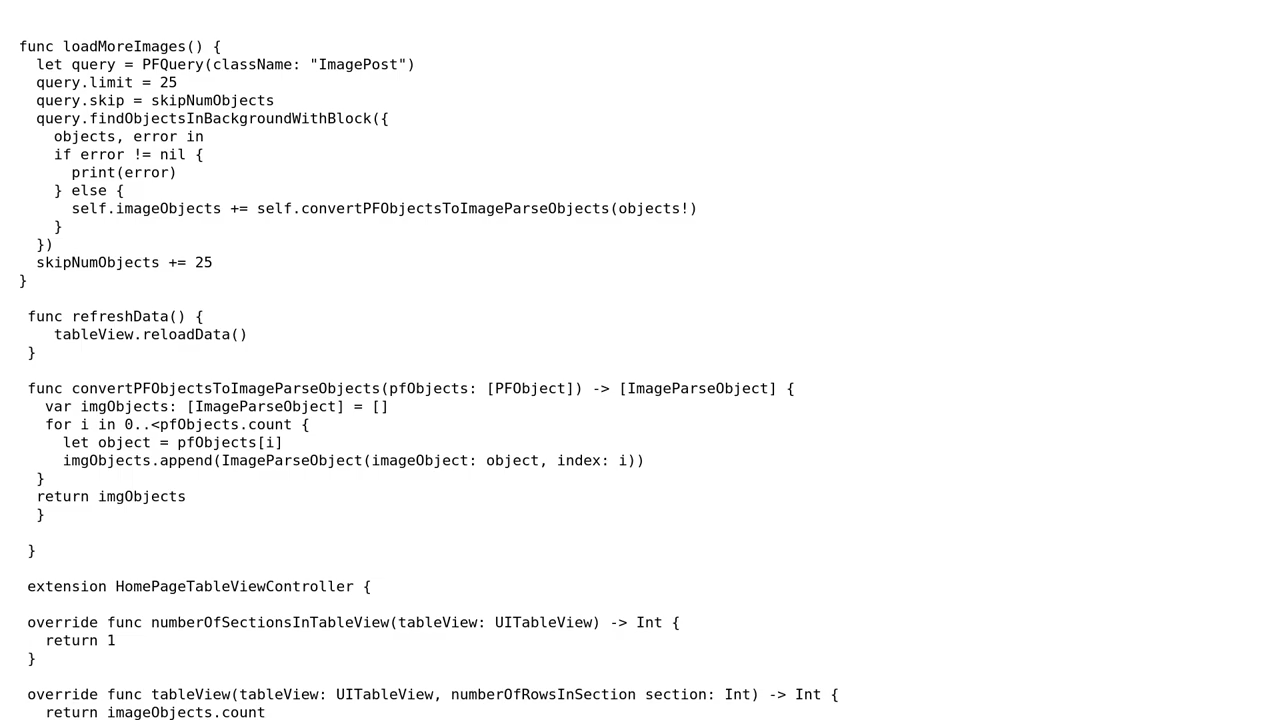 func loadMoreImages() {
  let query = PFQuery(className: "ImagePost")
  query.limit = 25
  query.skip = skipNumObjects
  query.findObjectsInBackgroundWithBlock({
    objects, error in
    if error != nil {
      print(error)
    } else {
      self.imageObjects += self.convertPFObjectsToImageParseObjects(objects!)
    }
  })
  skipNumObjects += 25
}

 func refreshData() {
    tableView.reloadData()
 }

 func convertPFObjectsToImageParseObjects(pfObjects: [PFObject]) -> [ImageParseObject] {
   var imgObjects: [ImageParseObject] = []
   for i in 0..<pfObjects.count {
     let object = pfObjects[i]
     imgObjects.append(ImageParseObject(imageObject: object, index: i))
  }
  return imgObjects
  }

 }

 extension HomePageTableViewController {

 override func numberOfSectionsInTableView(tableView: UITableView) -> Int {
   return 1
 }

 override func tableView(tableView: UITableView, numberOfRowsInSection section: Int) -> Int {
   return imageObjects.count